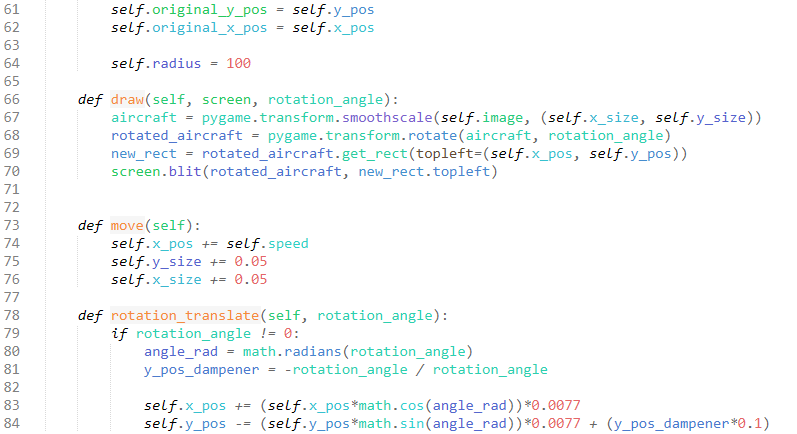 61 self.original_y_pos = self.y_pos
62 self.original_x_pos = self.x_pos
63
64 self.radius = 100
65
66 def draw(self, screen, rotation_angle):
67 aircraft = pygame.transform.smoothscale(self.image, (self.x_size, self.y_size))
68 rotated_aircraft = pygame.transform.rotate(aircraft, rotation_angle)
69 new_rect = rotated_aircraft.get_rect(topleft=(self.x_pos, self.y_pos))
70 screen.blit(rotated_aircraft, new_rect.topleft)
71
72
73 def move(self):
74 self.x_pos += self.speed
75 self.y_size += 0.05
76 self.x_size += 0.05
77
78 def rotation_translate(self, rotation_angle):
79 if rotation_angle != 0:
80 angle_rad = math.radians(rotation_angle)
81 y_pos_dampener = -rotation_angle / rotation_angle
82
83 self.x_pos += (self.x_pos*math.cos(angle_rad))*0.0077
84 self.y_pos -= (self.y_pos*math.sin(angle_rad))*0.0077 + (y_pos_dampener*0.1)